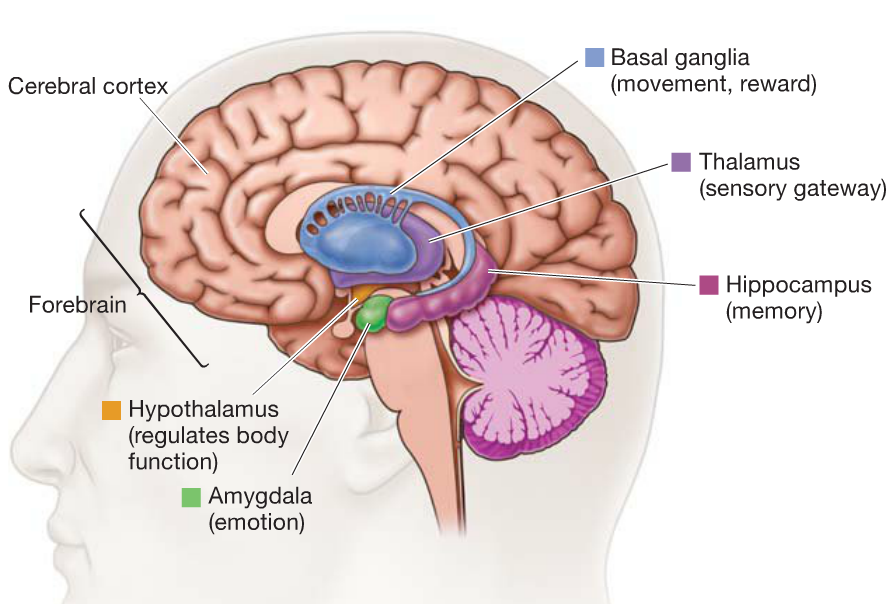 Basal ganglia
(movement, reward)
Cerebral cortex
Thalamus
(sensory gateway)
Hippocampus
(memory)
Forebrain
Hypothalamus
(regulates body
function)
Amygdala
(emotion)